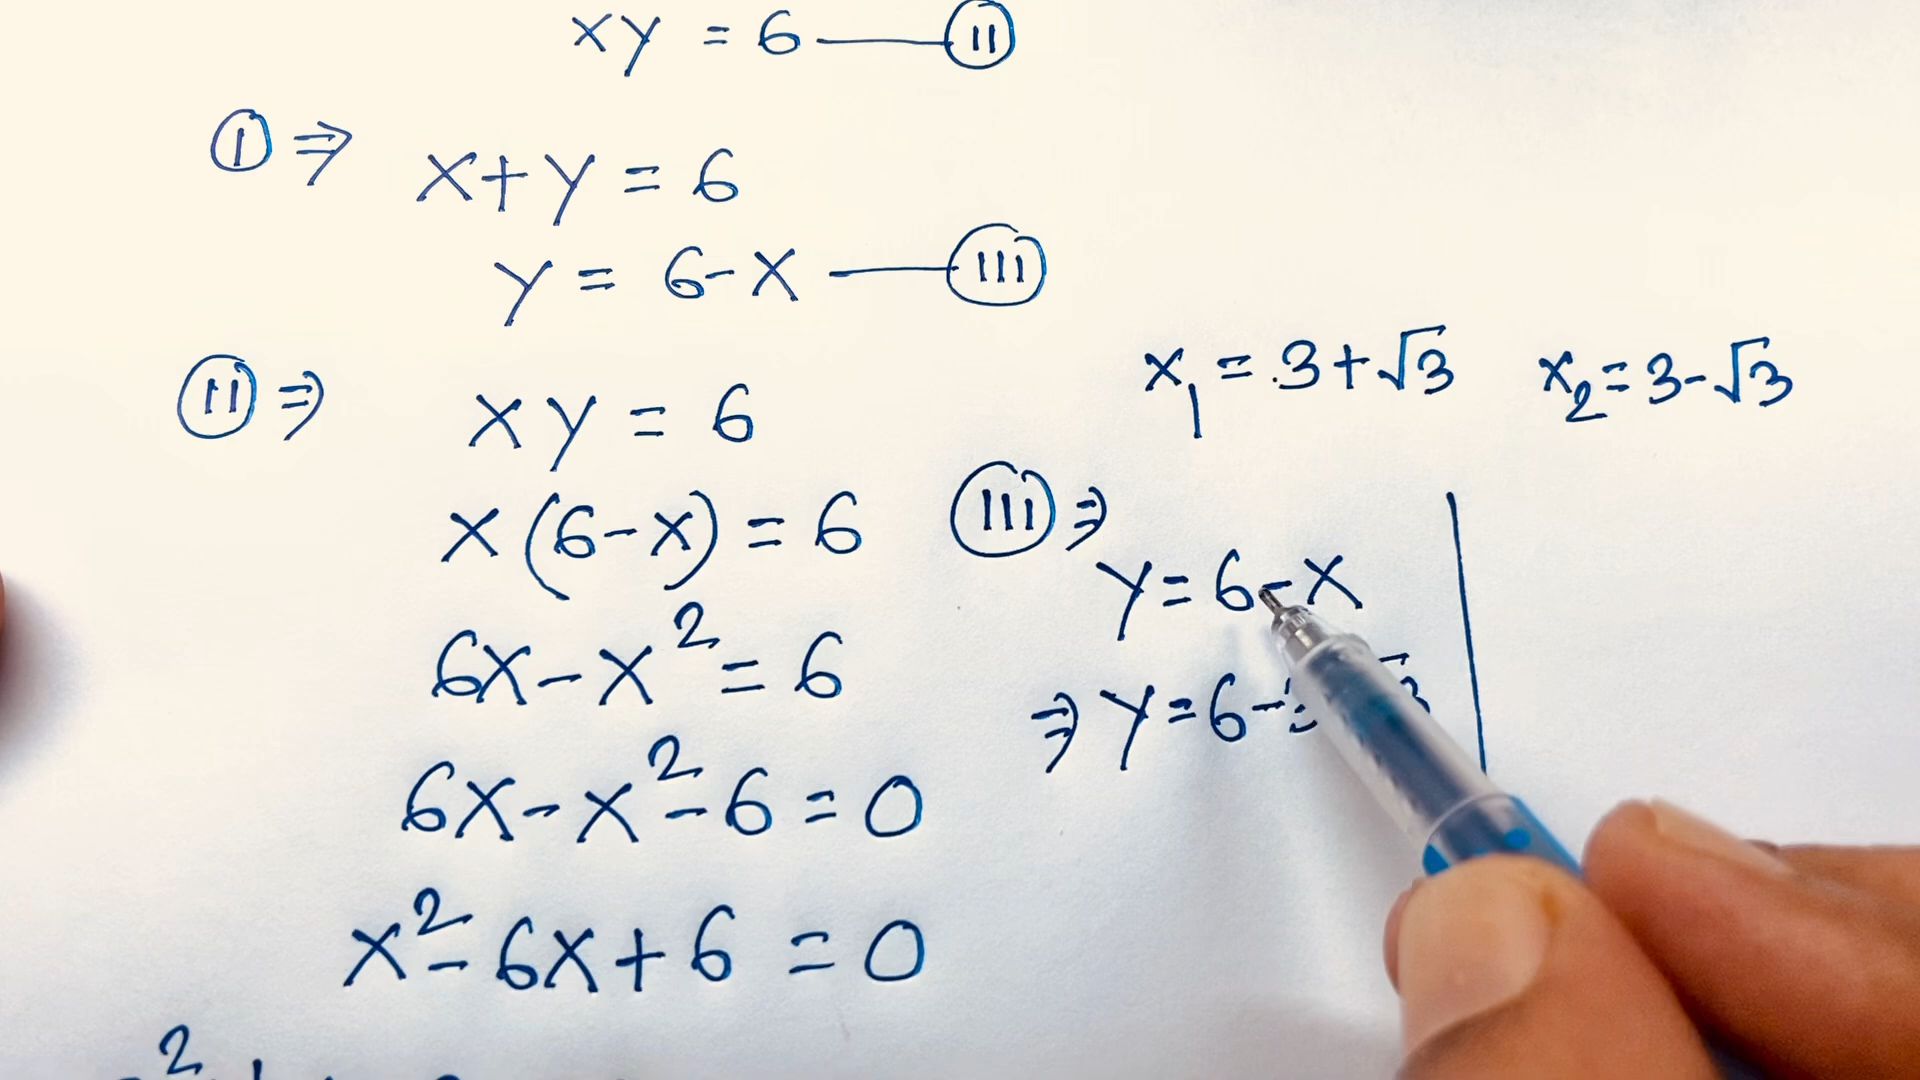 xy = 6 — (II)
(I) ⇒ x+y = 6
y = 6-x — (III)
(II) ⇒ xy = 6
x(6-x) = 6
6x-x² = 6
6x-x²-6 = 0
x²-6x+6 = 0
2
x₁ = 3+√3 x₂ = 3-√3
(III) ⇒
y = 6-x
⇒ y = 6-